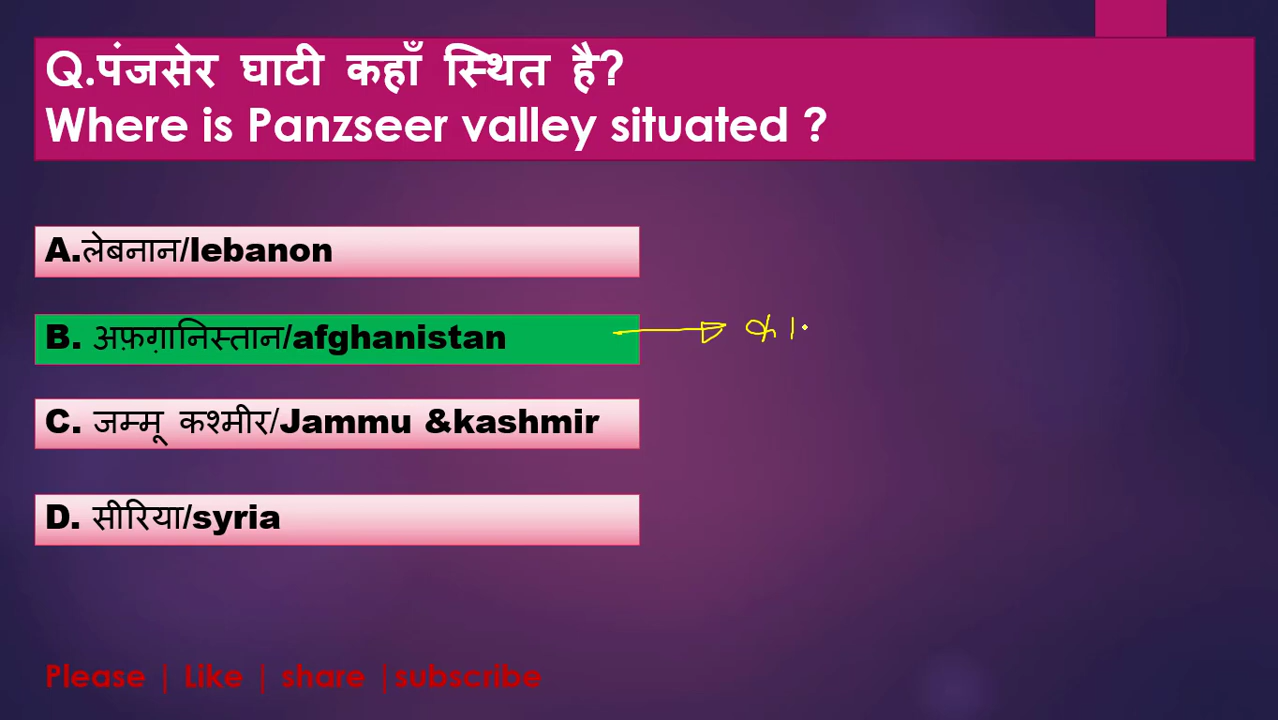 Q.पंजसेर घाटी कहाँ स्थित है?
Where is Panzseer valley situated ?
A.लेबनान/lebanon
B. अफ़ग़ानिस्तान/afghanistan
का
C. जम्मू कश्मीर/Jammu &kashmir
D. सीरिया/syria
Please | Like | share |subscribe